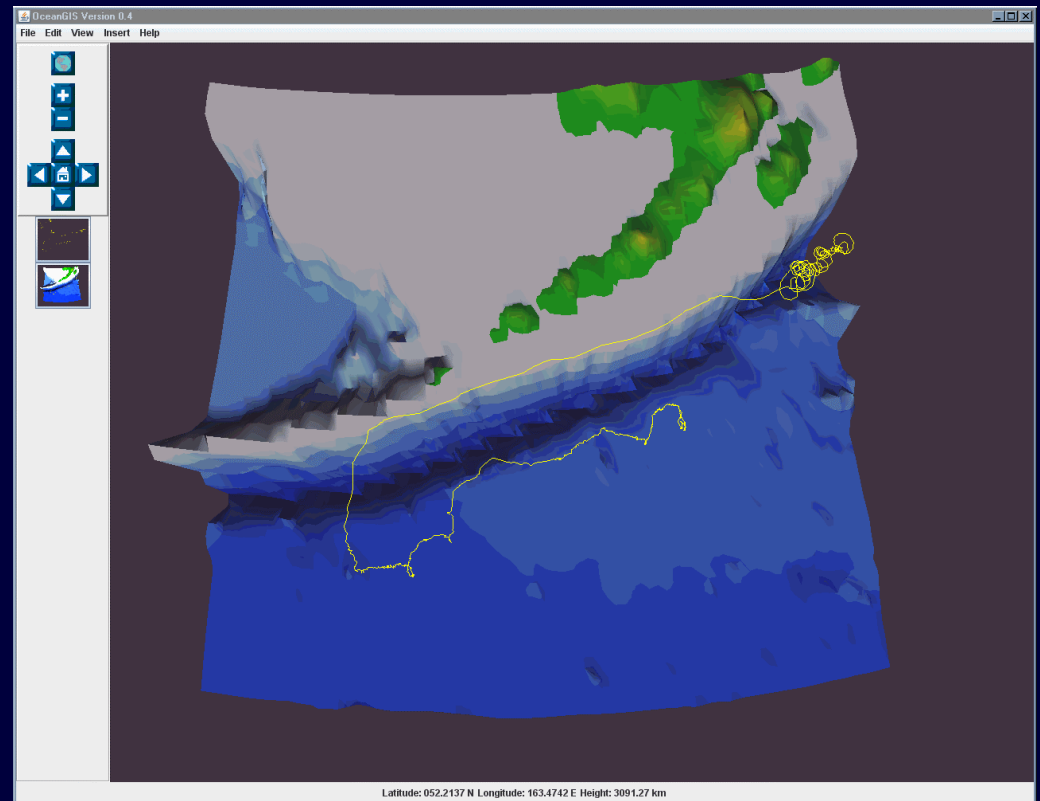 OceanGIS Version 0.4
File Edit View Insert Help
Latitude: 052.2137 N Longitude: 163.4742 E Height: 3091.27 km